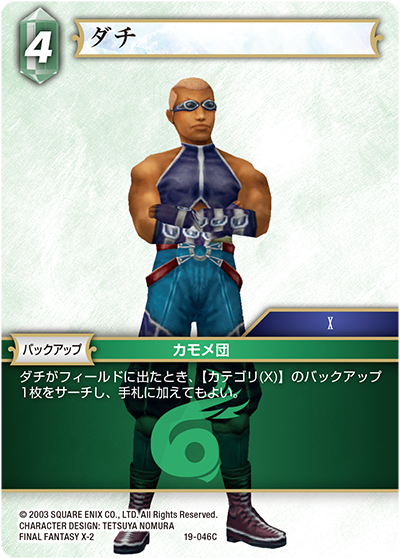 4
ダチ
X
バックアップ
カモメ団
ダチがフィールドに出たとき、【カテゴリ(X)】のバックアップ
1枚をサーチし、手札に加えてもよい。
© 2003 SQUARE ENIX CO., LTD. All Rights Reserved.
CHARACTER DESIGN: TETSUYA NOMURA
FINAL FANTASY X-2
19-046C